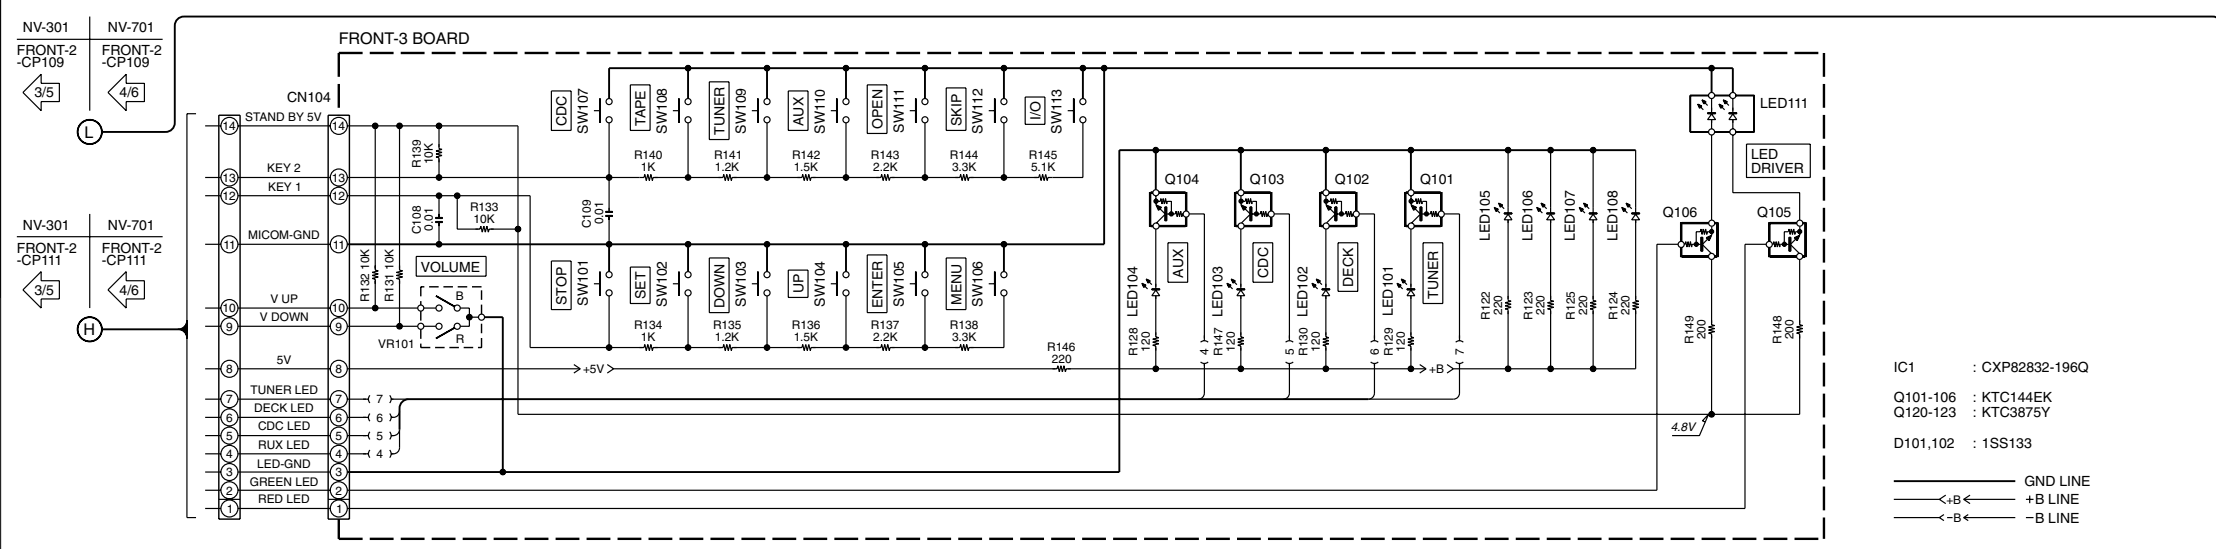 NV-301
NV-701
FRONT-2
-CP109
FRONT-2
-CP109
3/5
4/6
L
FRONT-3 BOARD
CN104
14
STAND BY 5V
14
13
KEY 2
13
12
KEY 1
12
NV-301
NV-701
FRONT-2
-CP111
FRONT-2
-CP111
3/5
4/6
H
11
MICOM-GND
11
10
V UP
10
9
V DOWN
9
8
5V
8
7
TUNER LED
7
6
DECK LED
6
5
CDC LED
5
4
RUX LED
4
3
LED-GND
3
2
GREEN LED
2
1
RED LED
1
7
6
5
4
R139
10K
C108
0.01
R133
10K
R132 10K
R131 10K
VOLUME
B
R
VR101
CDC
SW107
TAPE
SW108
TUNER
SW109
AUX
SW110
OPEN
SW111
SKIP
SW112
I/O
SW113
R140
1K
R141
1.2K
R142
1.5K
R143
2.2K
R144
3.3K
R145
5.1K
C109
0.01
STOP
SW101
SET
SW102
DOWN
SW103
UP
SW104
ENTER
SW105
MENU
SW106
R134
1K
R135
1.2K
R136
1.5K
R137
2.2K
R138
3.3K
+5V
R146
220
Q104
Q103
Q102
Q101
AUX
CDC
DECK
TUNER
LED104
LED103
LED102
LED101
R128
120
R147
120
R130
120
R129
120
4
5
6
7
+B
LED105
LED106
LED107
LED108
R122
220
R123
220
R125
220
R124
220
LED111
LED
DRIVER
Q106
Q105
R149
200
R148
200
4.8V
IC1 : CXP82832-196Q
Q101-106 : KTC144EK
Q120-123 : KTC3875Y
D101,102 : 1SS133
GND LINE
+B
+B LINE
-B
-B LINE